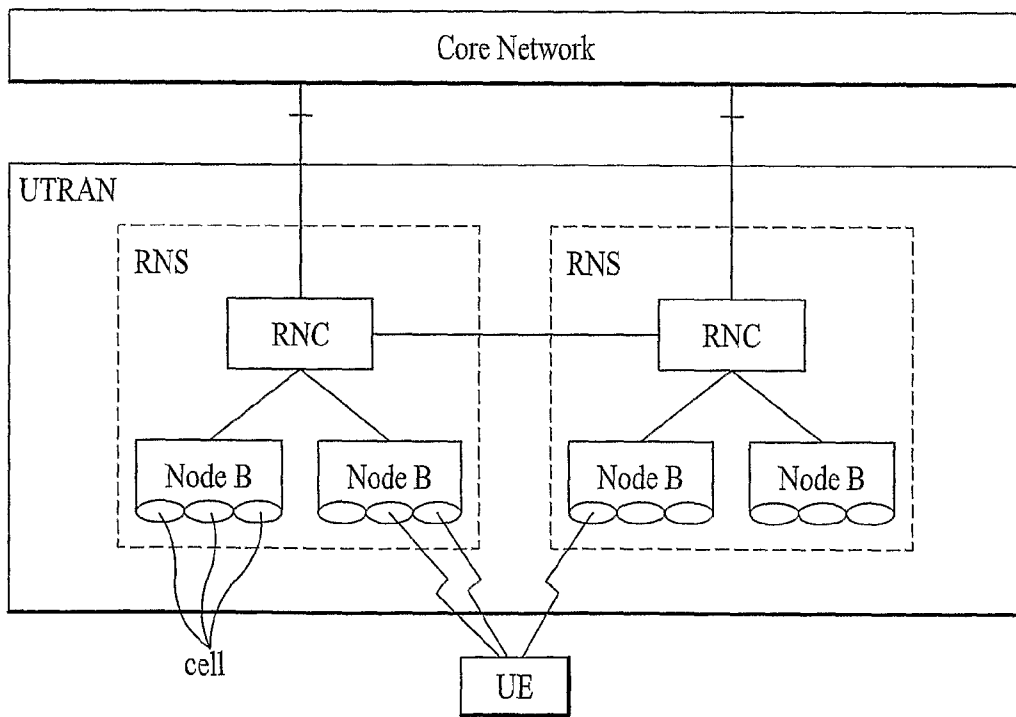 Core Network
UTRAN
RNS
RNS
RNC
RNC
Node B
Node B
Node B
Node B
cell
UE